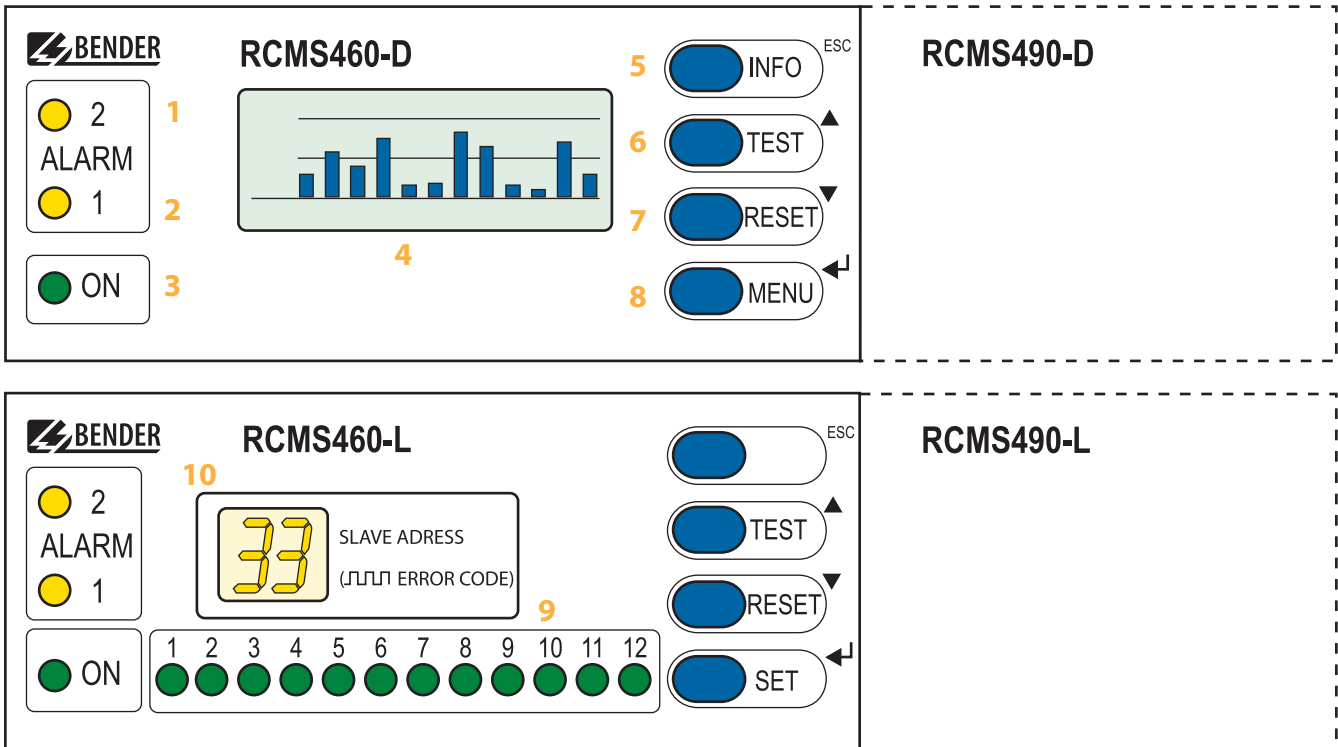 BENDER
RCMS460-D
RCMS490-D
2
ALARM
1
ON
1
2
3
4
5
6
7
8
INFO
ESC
TEST
RESET
MENU
BENDER
RCMS460-L
RCMS490-L
2
ALARM
1
ON
10
33
SLAVE ADRESS
( ERROR CODE)
9
1 2 3 4 5 6 7 8 9 10 11 12
ESC
TEST
RESET
SET